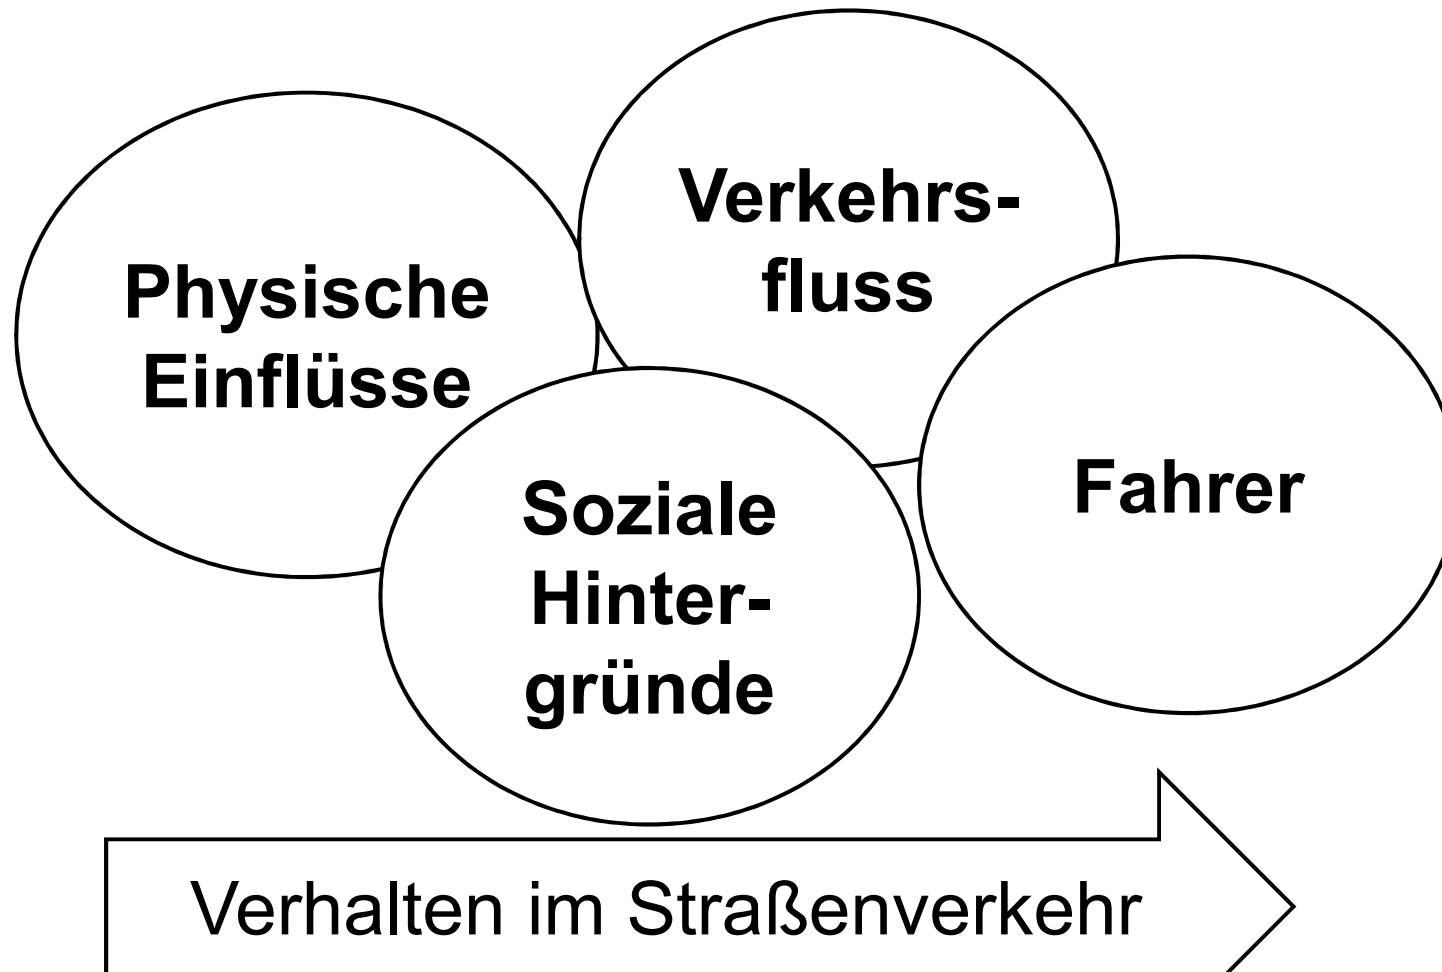 Physische
Einflüsse
Verkehrs-
fluss
Soziale
Hinter-
gründe
Fahrer
Verhalten im Straßenverkehr